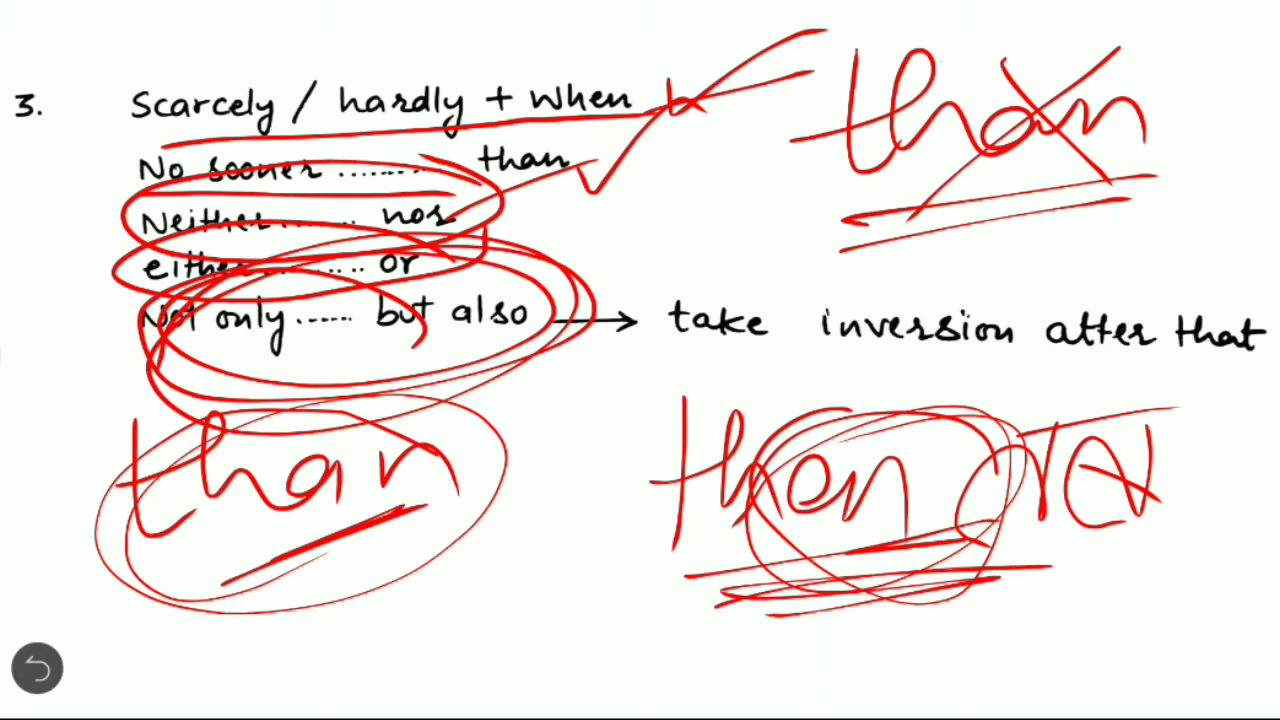 3. Scarcely / hardly + When
than
No sooner ........ than
Neither ....... nor
either .......... or
Not only ...... but also → take inversion after that
than
then